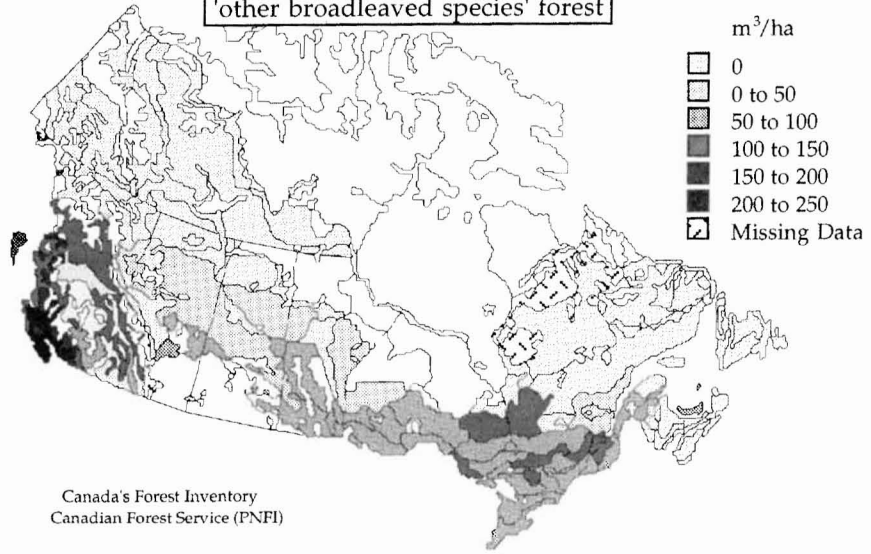 'other broadleaved species' forest
m³/ha
0
0 to 50
50 to 100
100 to 150
150 to 200
200 to 250
Missing Data
Canada's Forest Inventory
Canadian Forest Service (PNFI)